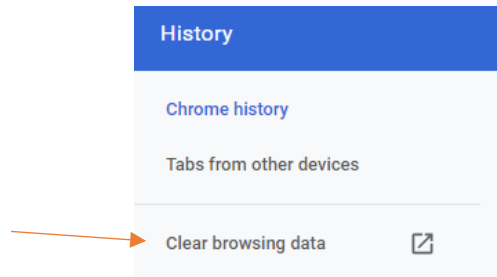 History
Chrome history
Tabs from other devices
Clear browsing data